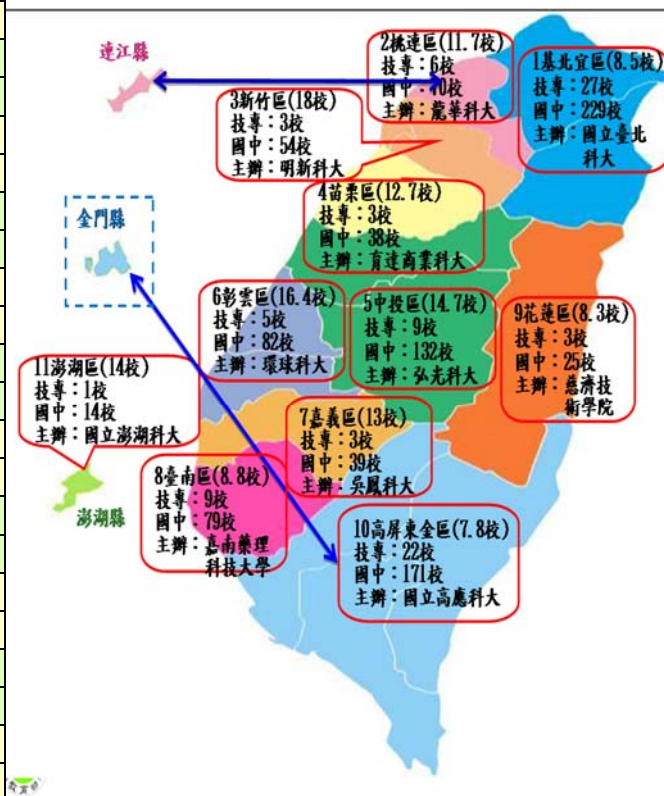 連江縣
2桃連區(11.7校)
技專：6校
國中：70校
主辦：龍華科大
1基北宜區(8.5校)
技專：27校
國中：229校
主辦：國立臺北
科大
3新竹區(18校)
技專：3校
國中：54校
主辦：明新科大
4苗栗區(12.7校)
技專：3校
國中：38校
主辦：育達商業科大
金門縣
6彰雲區(16.4校)
技專：5校
國中：82校
主辦：環球科大
5中投區(14.7校)
技專：9校
國中：132校
主辦：弘光科大
9花蓮區(8.3校)
技專：3校
國中：25校
主辦：慈濟技
術學院
11澎湖區(14校)
技專：1校
國中：14校
主辦：國立澎湖科大
澎湖縣
7嘉義區(13校)
技專：3校
國中：39校
主辦：吳鳳科大
8臺南區(8.8校)
技專：9校
國中：79校
主辦：嘉南藥理
科技大學
10高屏東金區(7.8校)
技專：22校
國中：171校
主辦：國立高應科大